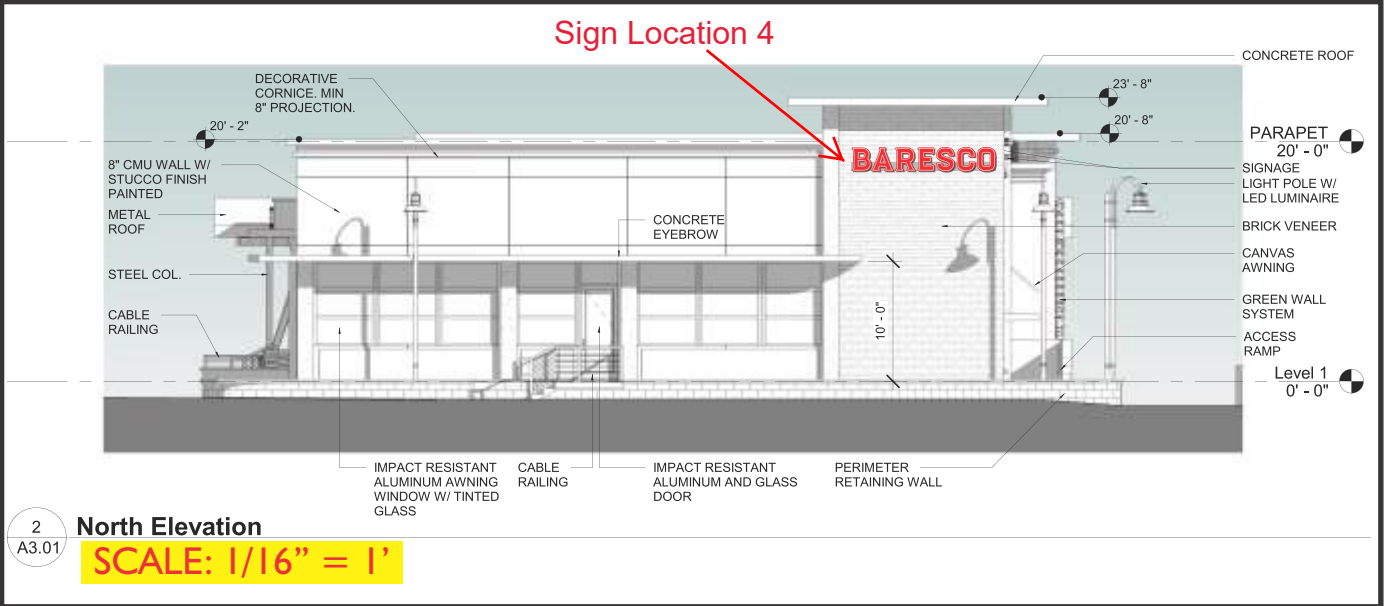 Sign Location 4
CONCRETE ROOF
DECORATIVE
CORNICE. MIN
8" PROJECTION.
23' - 8"
20' - 2"
20' - 8"
PARAPET
20' - 0"
BARESCO
8" CMU WALL W/
STUCCO FINISH
PAINTED
SIGNAGE
LIGHT POLE W/
LED LUMINAIRE
METAL
ROOF
CONCRETE
EYEBROW
BRICK VENEER
STEEL COL.
CANVAS
AWNING
CABLE
RAILING
10' - 0"
GREEN WALL
SYSTEM
ACCESS
RAMP
Level 1
0' - 0"
IMPACT RESISTANT
ALUMINUM AWNING
WINDOW W/ TINTED
GLASS
CABLE
RAILING
IMPACT RESISTANT
ALUMINUM AND GLASS
DOOR
PERIMETER
RETAINING WALL
2
A3.01
North Elevation
SCALE: 1/16” = 1’